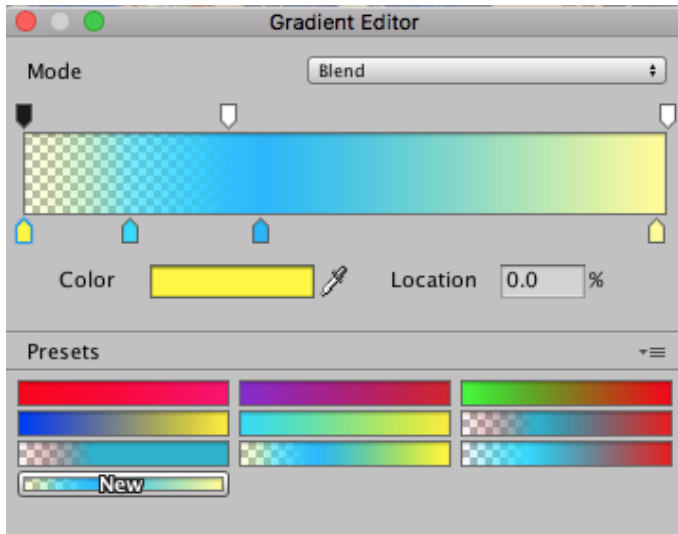 Gradient Editor
Mode Blend
Color Location 0.0 %
Presets
New